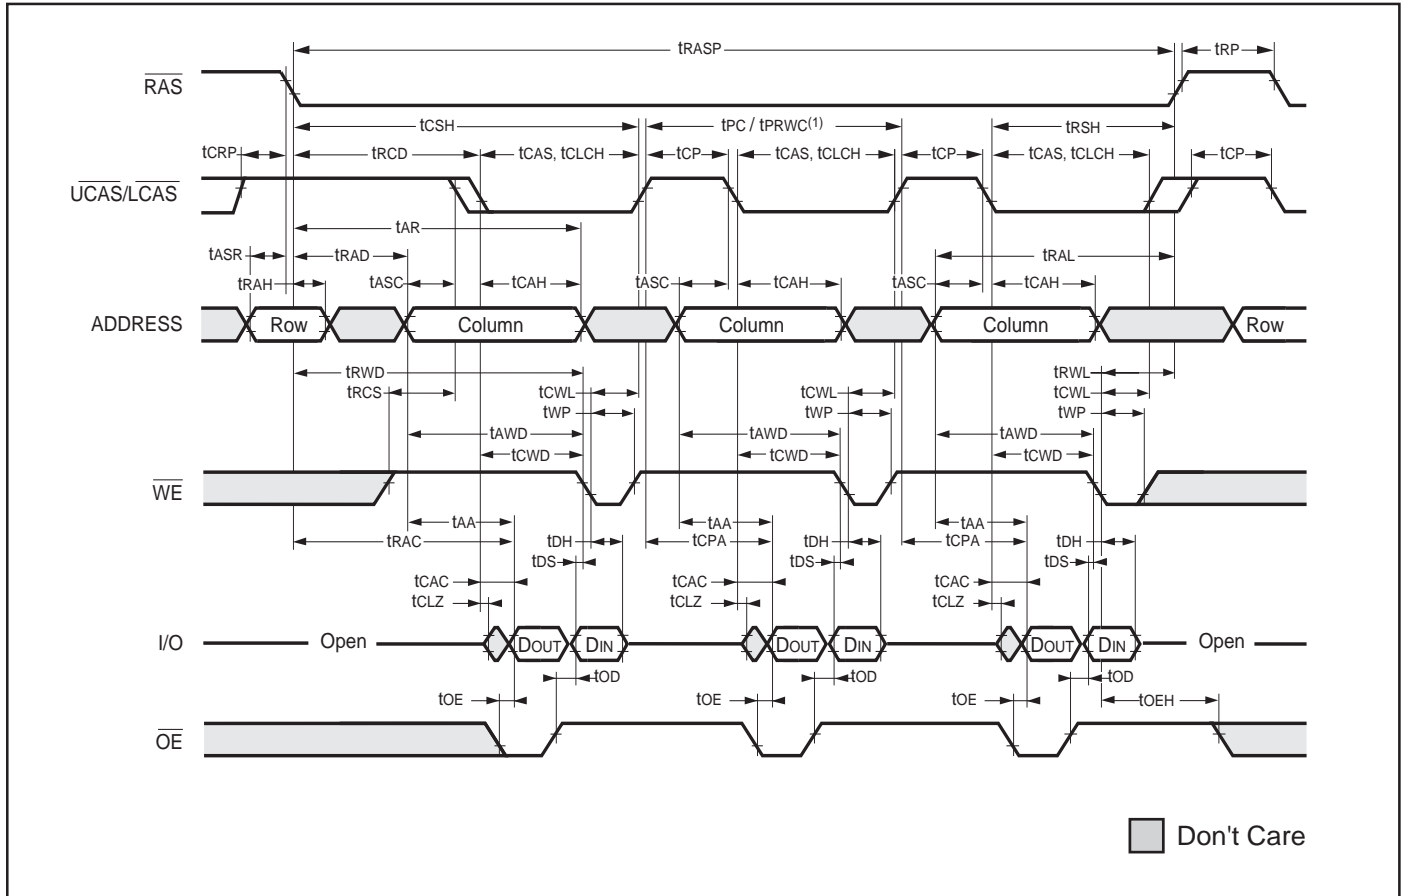 tRASP tRP
RAS
tCSH tPC / tPRWC(1) tRSH
tCRP tRCD tCAS, tCLCH tCP tCAS, tCLCH tCP tCAS, tCLCH tCP
UCAS/LCAS
tAR
tASR tRAD tRAL
tRAH tASC tCAH tASC tCAH tASC tCAH
ADDRESS Row Column Column Column Row
tRWD tRWL
tRCS tCWL tCWL tCWL
tWP tWP tWP
tAWD tAWD tAWD
tCWD tCWD tCWD
WE
tAA tAA tAA
tRAC tDH tCPA tDH tCPA tDH
tDS tDS tDS
tCAC tCAC tCAC
tCLZ tCLZ tCLZ
I/O Open DOUT DIN DOUT DIN DOUT DIN Open
tOD tOD tOD
tOE tOE tOE tOEH
OE
Don't Care